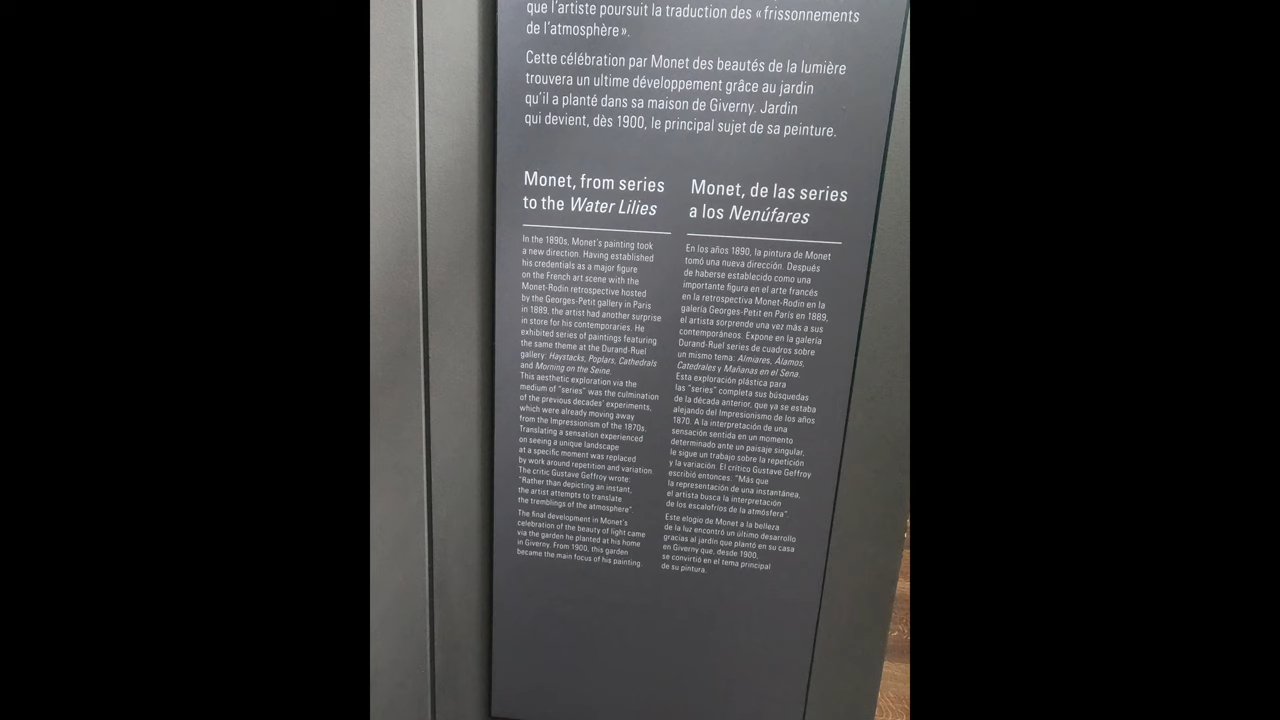 que l'artiste poursuit la traduction des « frissonnements
de l'atmosphère ».
Cette célébration par Monet des beautés de la lumière
trouvera un ultime développement grâce au jardin
qu'il a planté dans sa maison de Giverny. Jardin
qui devient, dès 1900, le principal sujet de sa peinture.
Monet, from series
to the Water Lilies
In the 1890s, Monet's painting took
a new direction. Having established
his credentials as a major figure
on the French art scene with the
Monet-Rodin retrospective hosted
by the Georges-Petit gallery in Paris
in 1889, the artist had another surprise
in store for his contemporaries. He
exhibited series of paintings featuring
the same theme at the Durand-Ruel
gallery: Haystacks, Poplars, Cathedrals
and Morning on the Seine.
This aesthetic exploration via the
medium of "series" was the culmination
of the previous decades' experiments,
which were already moving away
from the Impressionism of the 1870s.
Translating a sensation experienced
on seeing a unique landscape
at a specific moment was replaced
by work around repetition and variation.
The critic Gustave Geffroy wrote:
"Rather than depicting an instant,
the artist attempts to translate
the tremblings of the atmosphere".
The final development in Monet's
celebration of the beauty of light came
via the garden he planted at his home
in Giverny. From 1900, this garden
became the main focus of his painting.
Monet, de las series
a los Nenúfares
En los años 1890, la pintura de Monet
tomó una nueva dirección. Después
de haberse establecido como una
importante figura en el arte francés
en la retrospectiva Monet-Rodin en la
galería Georges-Petit en París en 1889,
el artista sorprende una vez más a sus
contemporáneos. Expone en la galería
Durand-Ruel series de cuadros sobre
un mismo tema: Almiares, Álamos,
Catedrales y Mañanas en el Sena.
Esta exploración plástica para
las "series" completa sus búsquedas
de la década anterior, que ya se estaba
alejando del Impresionismo de los años
1870. A la interpretación de una
sensación sentida en un momento
determinado ante un paisaje singular,
le sigue un trabajo sobre la repetición
y la variación. El crítico Gustave Geffroy
escribió entonces: "Más que
la representación de una instantánea,
el artista busca la interpretación
de los escalofríos de la atmósfera".
Este elogio de Monet a la belleza
de la luz encontró un último desarrollo
gracias al jardín que plantó en su casa
en Giverny que, desde 1900,
se convirtió en el tema principal
de su pintura.